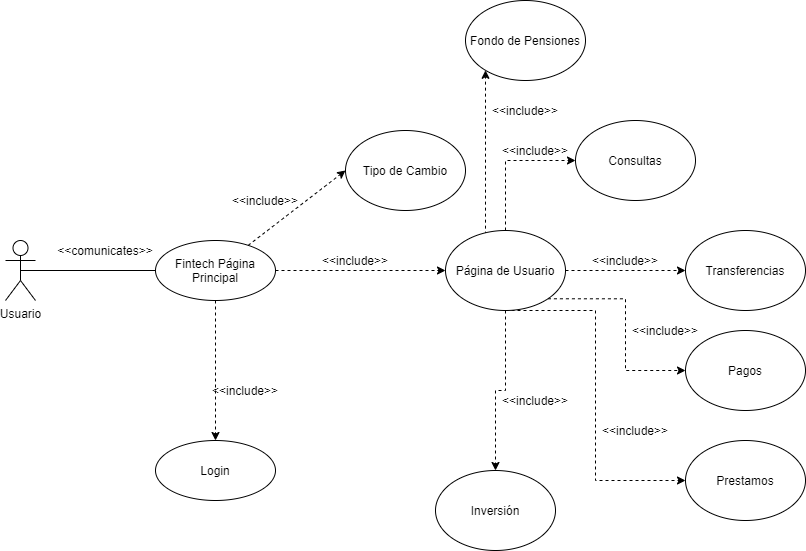 Fondo de Pensiones
<<include>>
<<include>>
Consultas
Tipo de Cambio
<<include>>
<<comunicates>>
Fintech Página
Principal
<<include>>
Página de Usuario
<<include>>
Transferencias
Usuario
<<include>>
Pagos
<<include>>
<<include>>
<<include>>
Login
Prestamos
Inversión